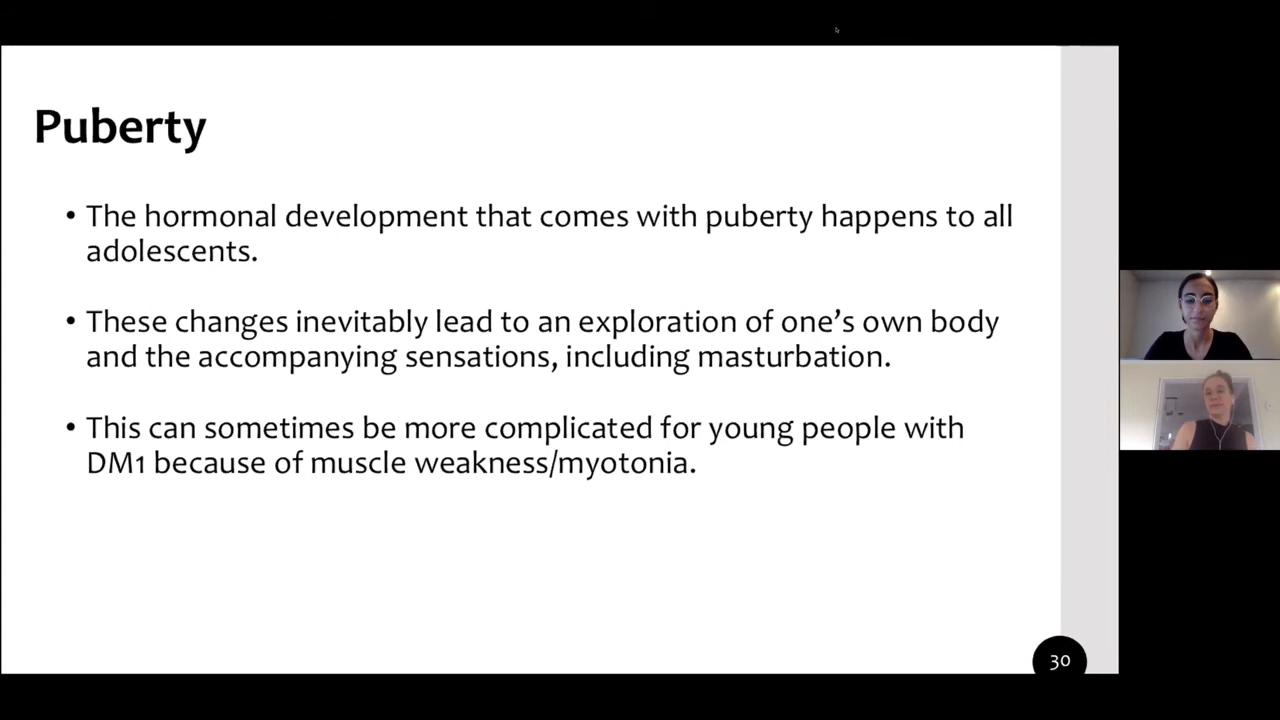 Puberty
• The hormonal development that comes with puberty happens to all
adolescents.
• These changes inevitably lead to an exploration of one’s own body
and the accompanying sensations, including masturbation.
• This can sometimes be more complicated for young people with
DM1 because of muscle weakness/myotonia.
30